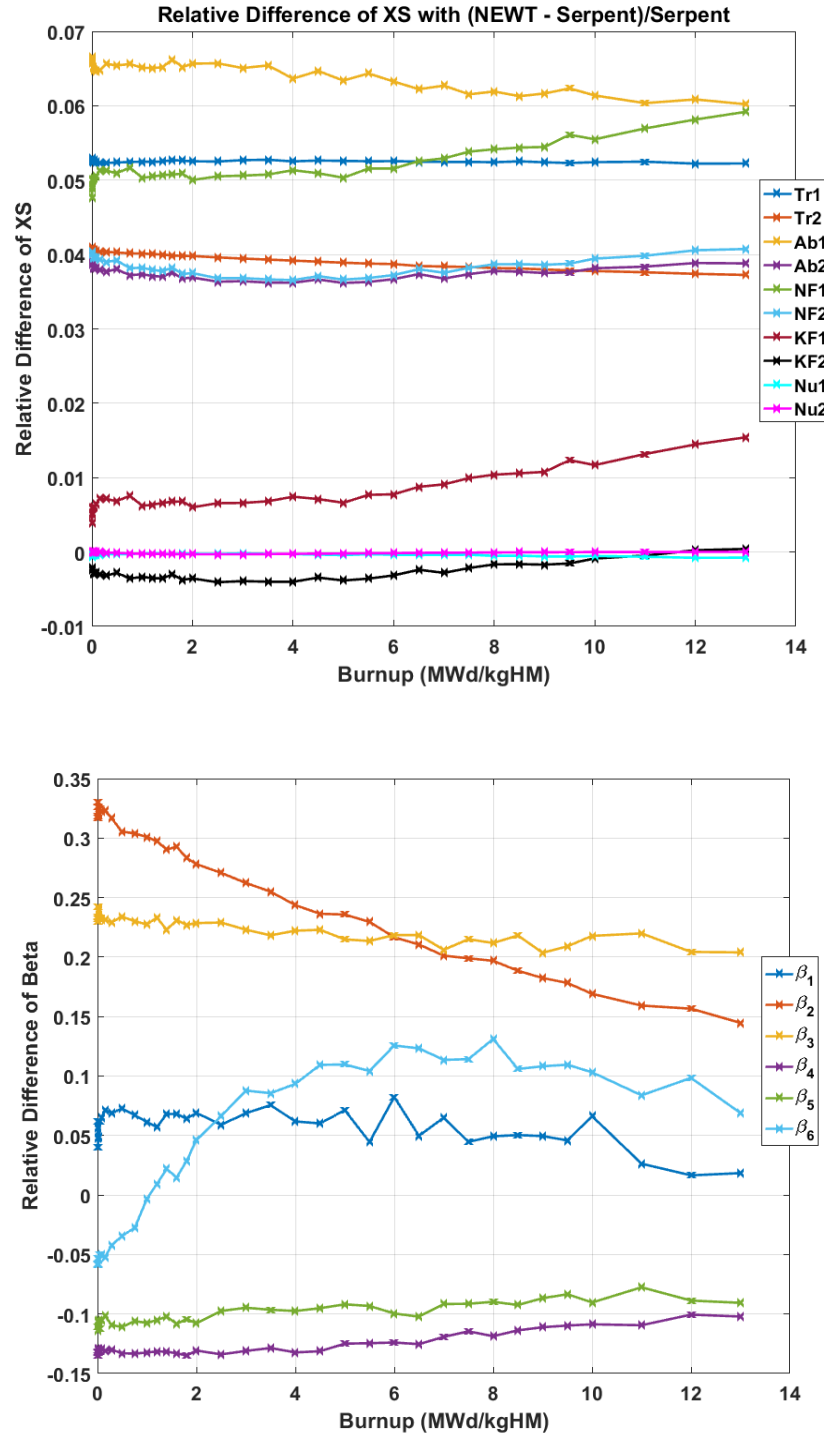 Relative Difference of XS with (NEWT - Serpent)/Serpent
Relative Difference of XS
0.07
0.06
0.05
0.04
0.03
0.02
0.01
0
-0.01
0 2 4 6 8 10 12 14
Burnup (MWd/kgHM)
Tr1
Tr2
Ab1
Ab2
NF1
NF2
KF1
KF2
Nu1
Nu2
Relative Difference of Beta
0.35
0.3
0.25
0.2
0.15
0.1
0.05
0
-0.05
-0.1
-0.15
0 2 4 6 8 10 12 14
Burnup (MWd/kgHM)
β1
β2
β3
β4
β5
β6